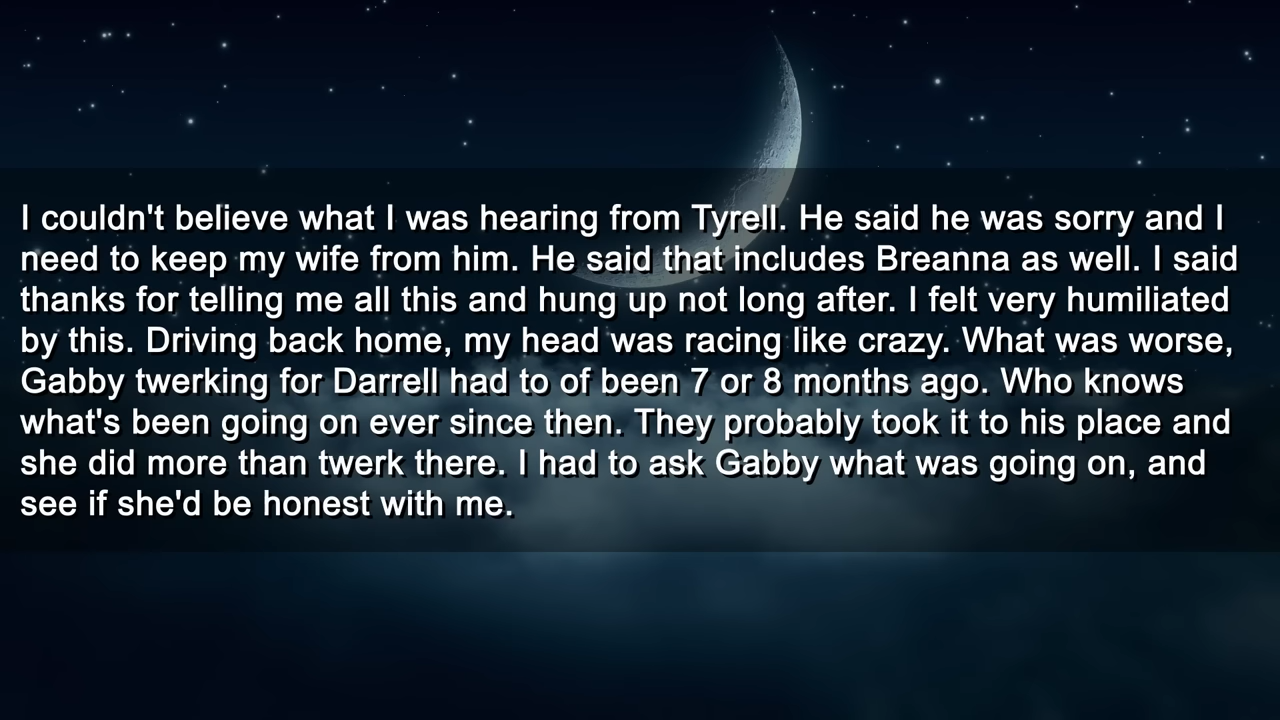 I couldn't believe what I was hearing from Tyrell. He said he was sorry and I
need to keep my wife from him. He said that includes Breanna as well. I said
thanks for telling me all this and hung up not long after. I felt very humiliated
by this. Driving back home, my head was racing like crazy. What was worse,
Gabby twerking for Darrell had to of been 7 or 8 months ago. Who knows
what's been going on ever since then. They probably took it to his place and
she did more than twerk there. I had to ask Gabby what was going on, and
see if she'd be honest with me.